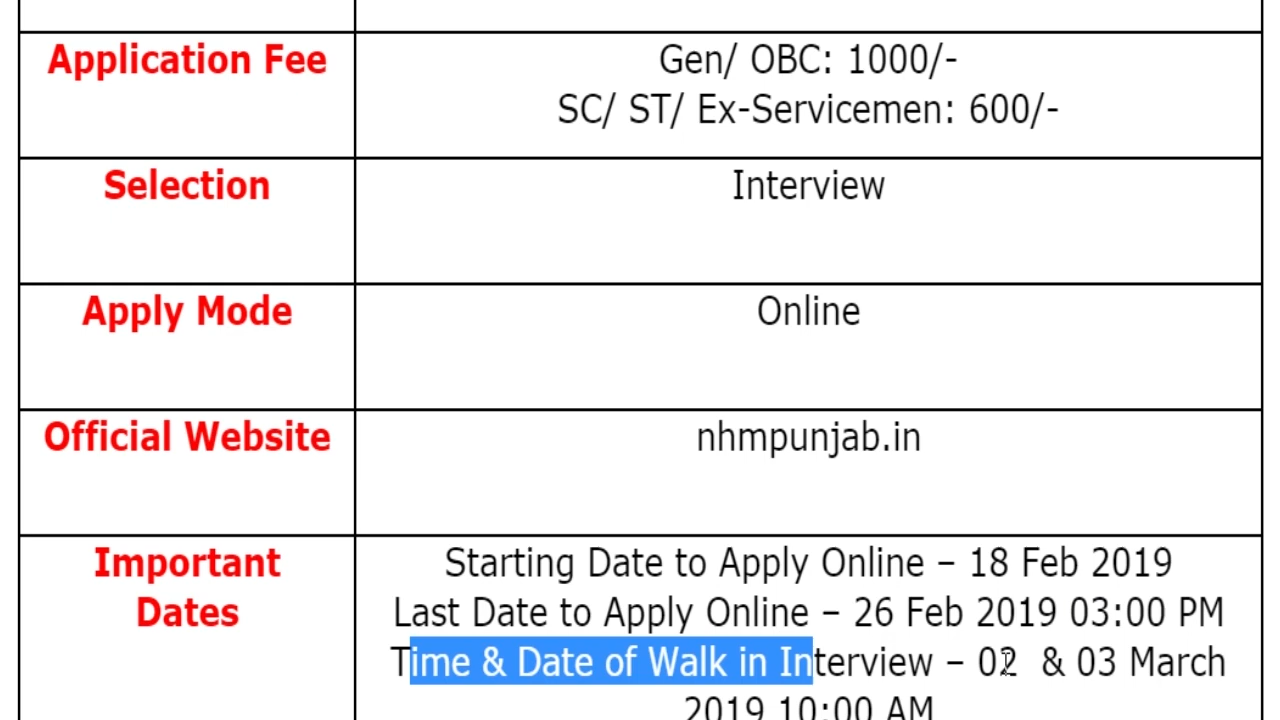 Application Fee
Gen/ OBC: 1000/-
SC/ ST/ Ex-Servicemen: 600/-
Selection
Interview
Apply Mode
Online
Official Website
nhmpunjab.in
Important
Dates
Starting Date to Apply Online – 18 Feb 2019
Last Date to Apply Online – 26 Feb 2019 03:00 PM
Time & Date of Walk in Interview – 02 & 03 March
2019 10:00 AM